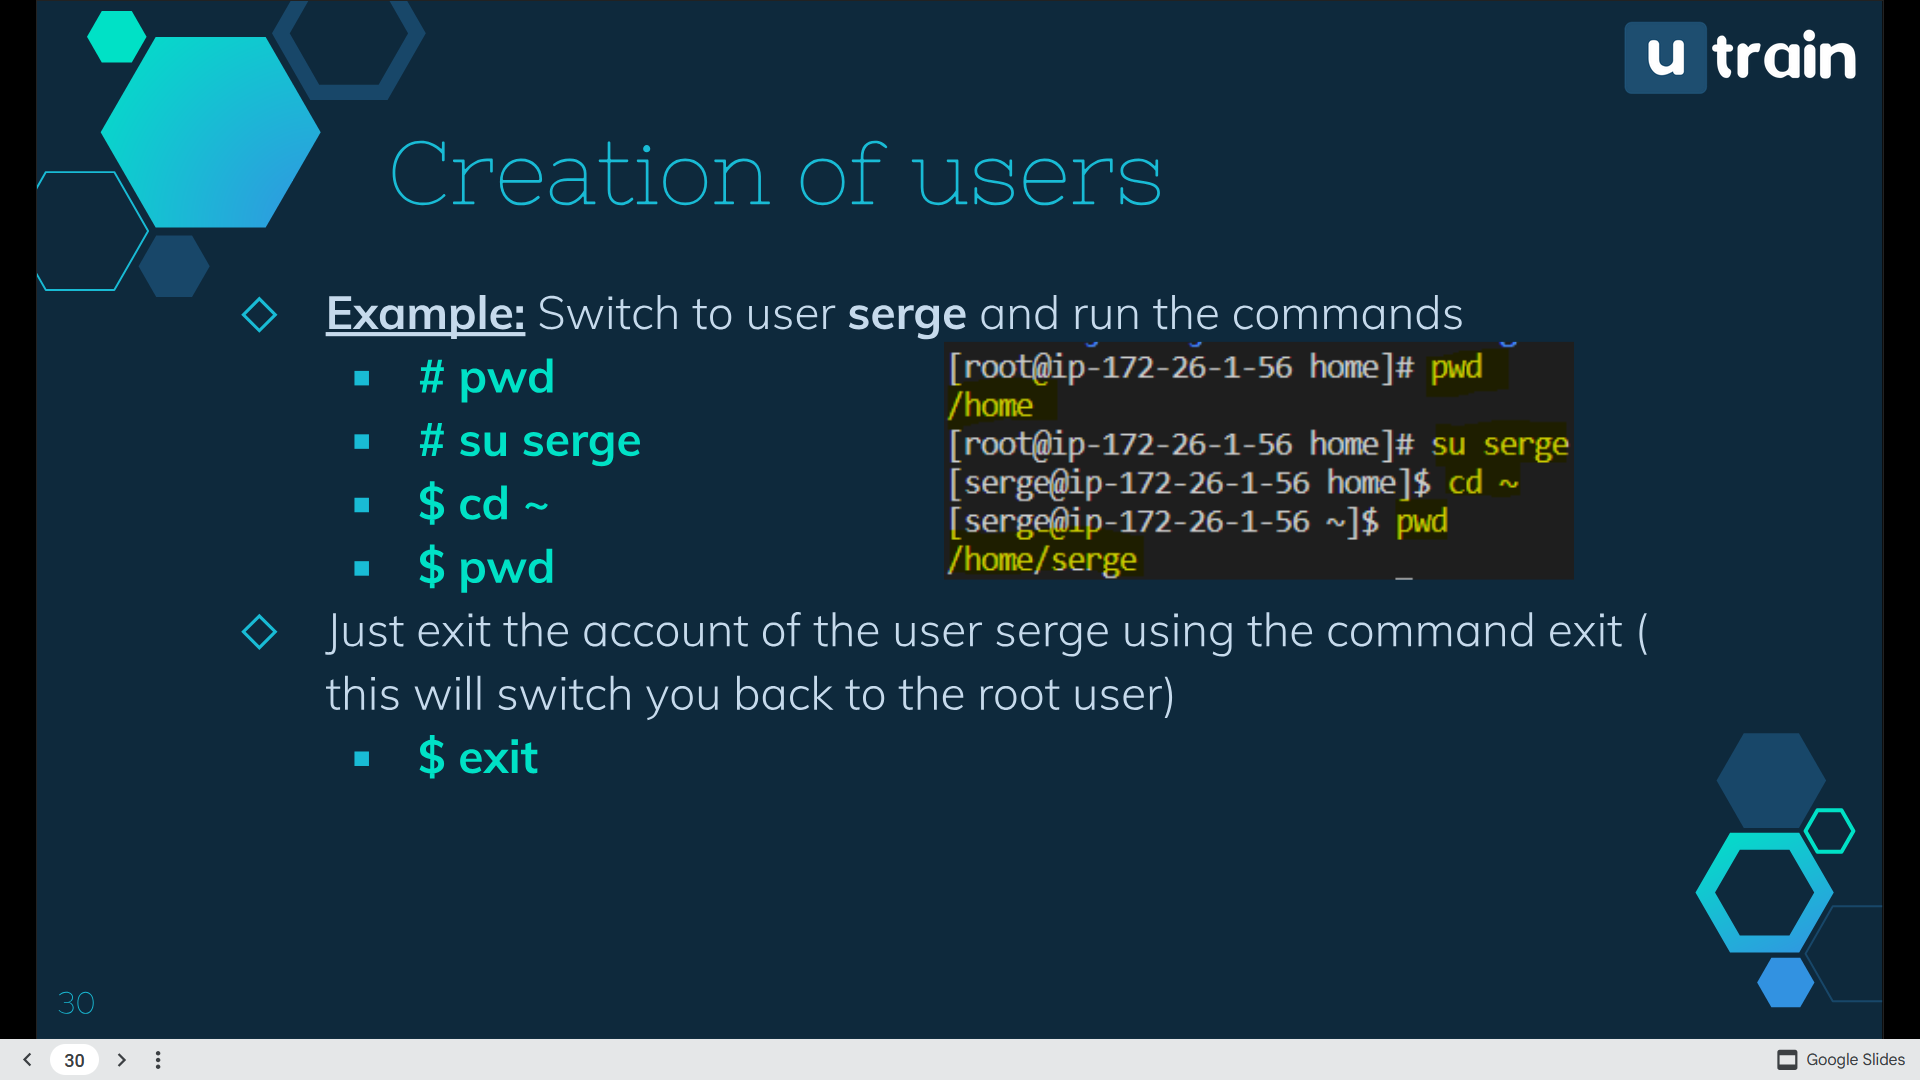 u train
Creation of users
Example: Switch to user serge and run the commands
# pwd
# su serge
$ cd ~
$ pwd
[root@ip-172-26-1-56 home]# pwd
/home
[root@ip-172-26-1-56 home]# su serge
[serge@ip-172-26-1-56 home]$ cd ~
[serge@ip-172-26-1-56 ~]$ pwd
/home/serge
Just exit the account of the user serge using the command exit (
this will switch you back to the root user)
$ exit
30
30
Google Slides